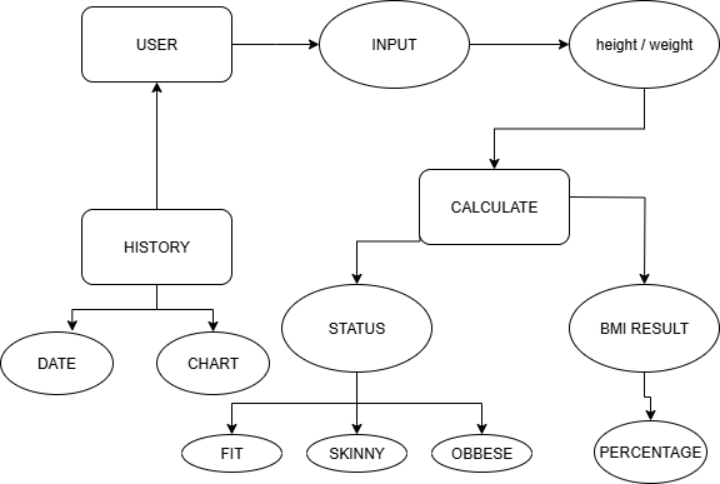 USER
INPUT
height / weight
CALCULATE
HISTORY
STATUS
BMI RESULT
DATE
CHART
FIT
SKINNY
OBBESE
PERCENTAGE